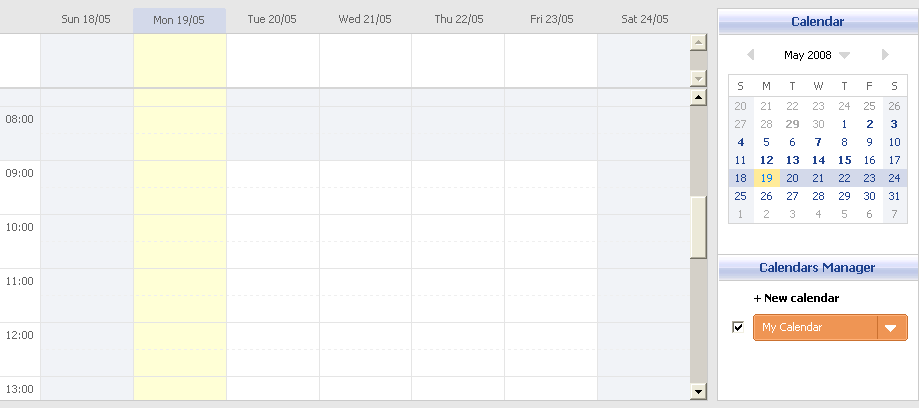 Sun 18/05 Mon 19/05 Tue 20/05 Wed 21/05 Thu 22/05 Fri 23/05 Sat 24/05
08:00
09:00
10:00
11:00
12:00
13:00
Calendar
May 2008
S M T W T F S
20 21 22 23 24 25 26
27 28 29 30 1 2 3
4 5 6 7 8 9 10
11 12 13 14 15 16 17
18 19 20 21 22 23 24
25 26 27 28 29 30 31
1 2 3 4 5 6 7
Calendars Manager
+ New calendar
My Calendar